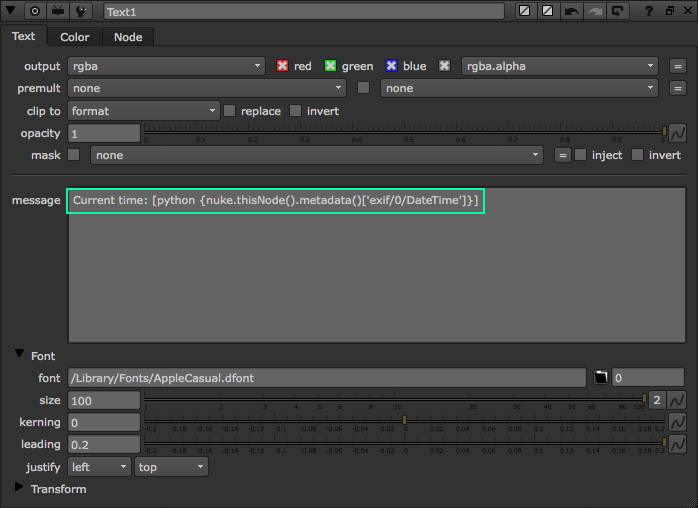 Text1
Text Color Node
output rgba red green blue rgba.alpha =
premult none none =
clip to format replace invert
opacity 1
0 0.1 0.2 0.3 0.4 0.5 0.6 0.7 0.8 0.9 1
mask none = inject invert
message Current time: [python {nuke.thisNode().metadata()['exif/0/DateTime']}]
Font
font /Library/Fonts/AppleCasual.dfont 0
size 100 2
1 2 3 4 5 6 10 20 30 40 50 100
kerning 0
-0.2 -0.18 -0.16 -0.14 -0.12 -0.1 -0.08 -0.06 -0.04 -0.02 0 0.02 0.04 0.06 0.08 0.1 0.12 0.14 0.16 0.18 0.2
leading 0.2
-0.2 -0.18 -0.16 -0.14 -0.12 -0.1 -0.08 -0.06 -0.04 -0.02 0 0.02 0.04 0.06 0.08 0.1 0.12 0.14 0.16 0.18 0.2
justify left top
Transform